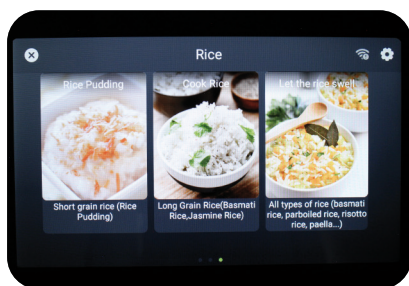 Rice
Rice Pudding
Short grain rice (Rice
Pudding)
Cook Rice
Long Grain Rice(Basmati
Rice,Jasmine Rice)
Let the rice swell
All types of rice (basmati
rice, parboiled rice, risotto
rice, paella...)